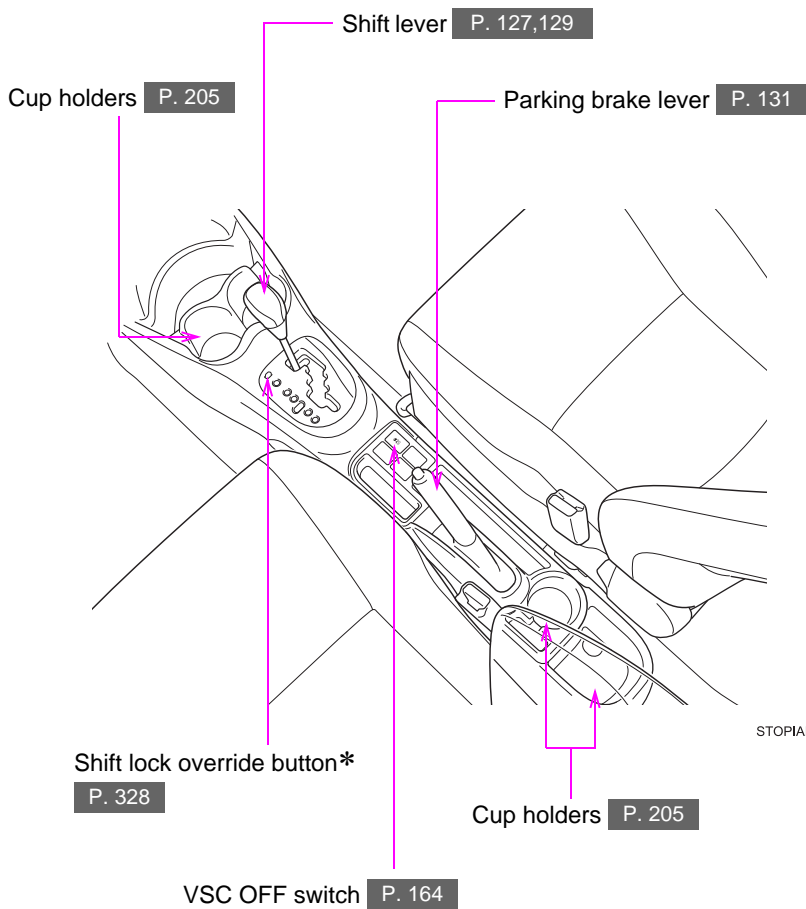 Shift lever P. 127,129
Cup holders P. 205
Parking brake lever P. 131
STOPIA
Shift lock override button*
P. 328
Cup holders P. 205
VSC OFF switch P. 164